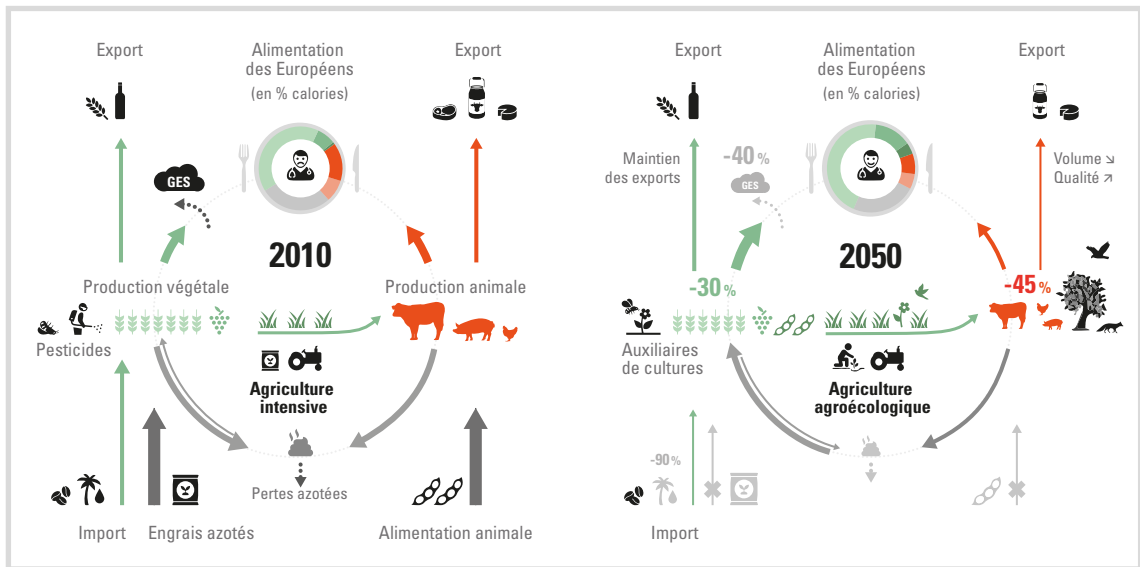 Export
Alimentation
des Européens
(en % calories)
Export
GES
2010
Production végétale
Production animale
Pesticides
Agriculture
intensive
Pertes azotées
Import
Engrais azotés
Alimentation animale
Export
Alimentation
des Européens
(en % calories)
Export
Maintien
des exports
-40 %
GES
Volume ↘
Qualité ↗
2050
-30 %
-45 %
Auxiliaires
de cultures
Agriculture
agroécologique
-90 %
Import